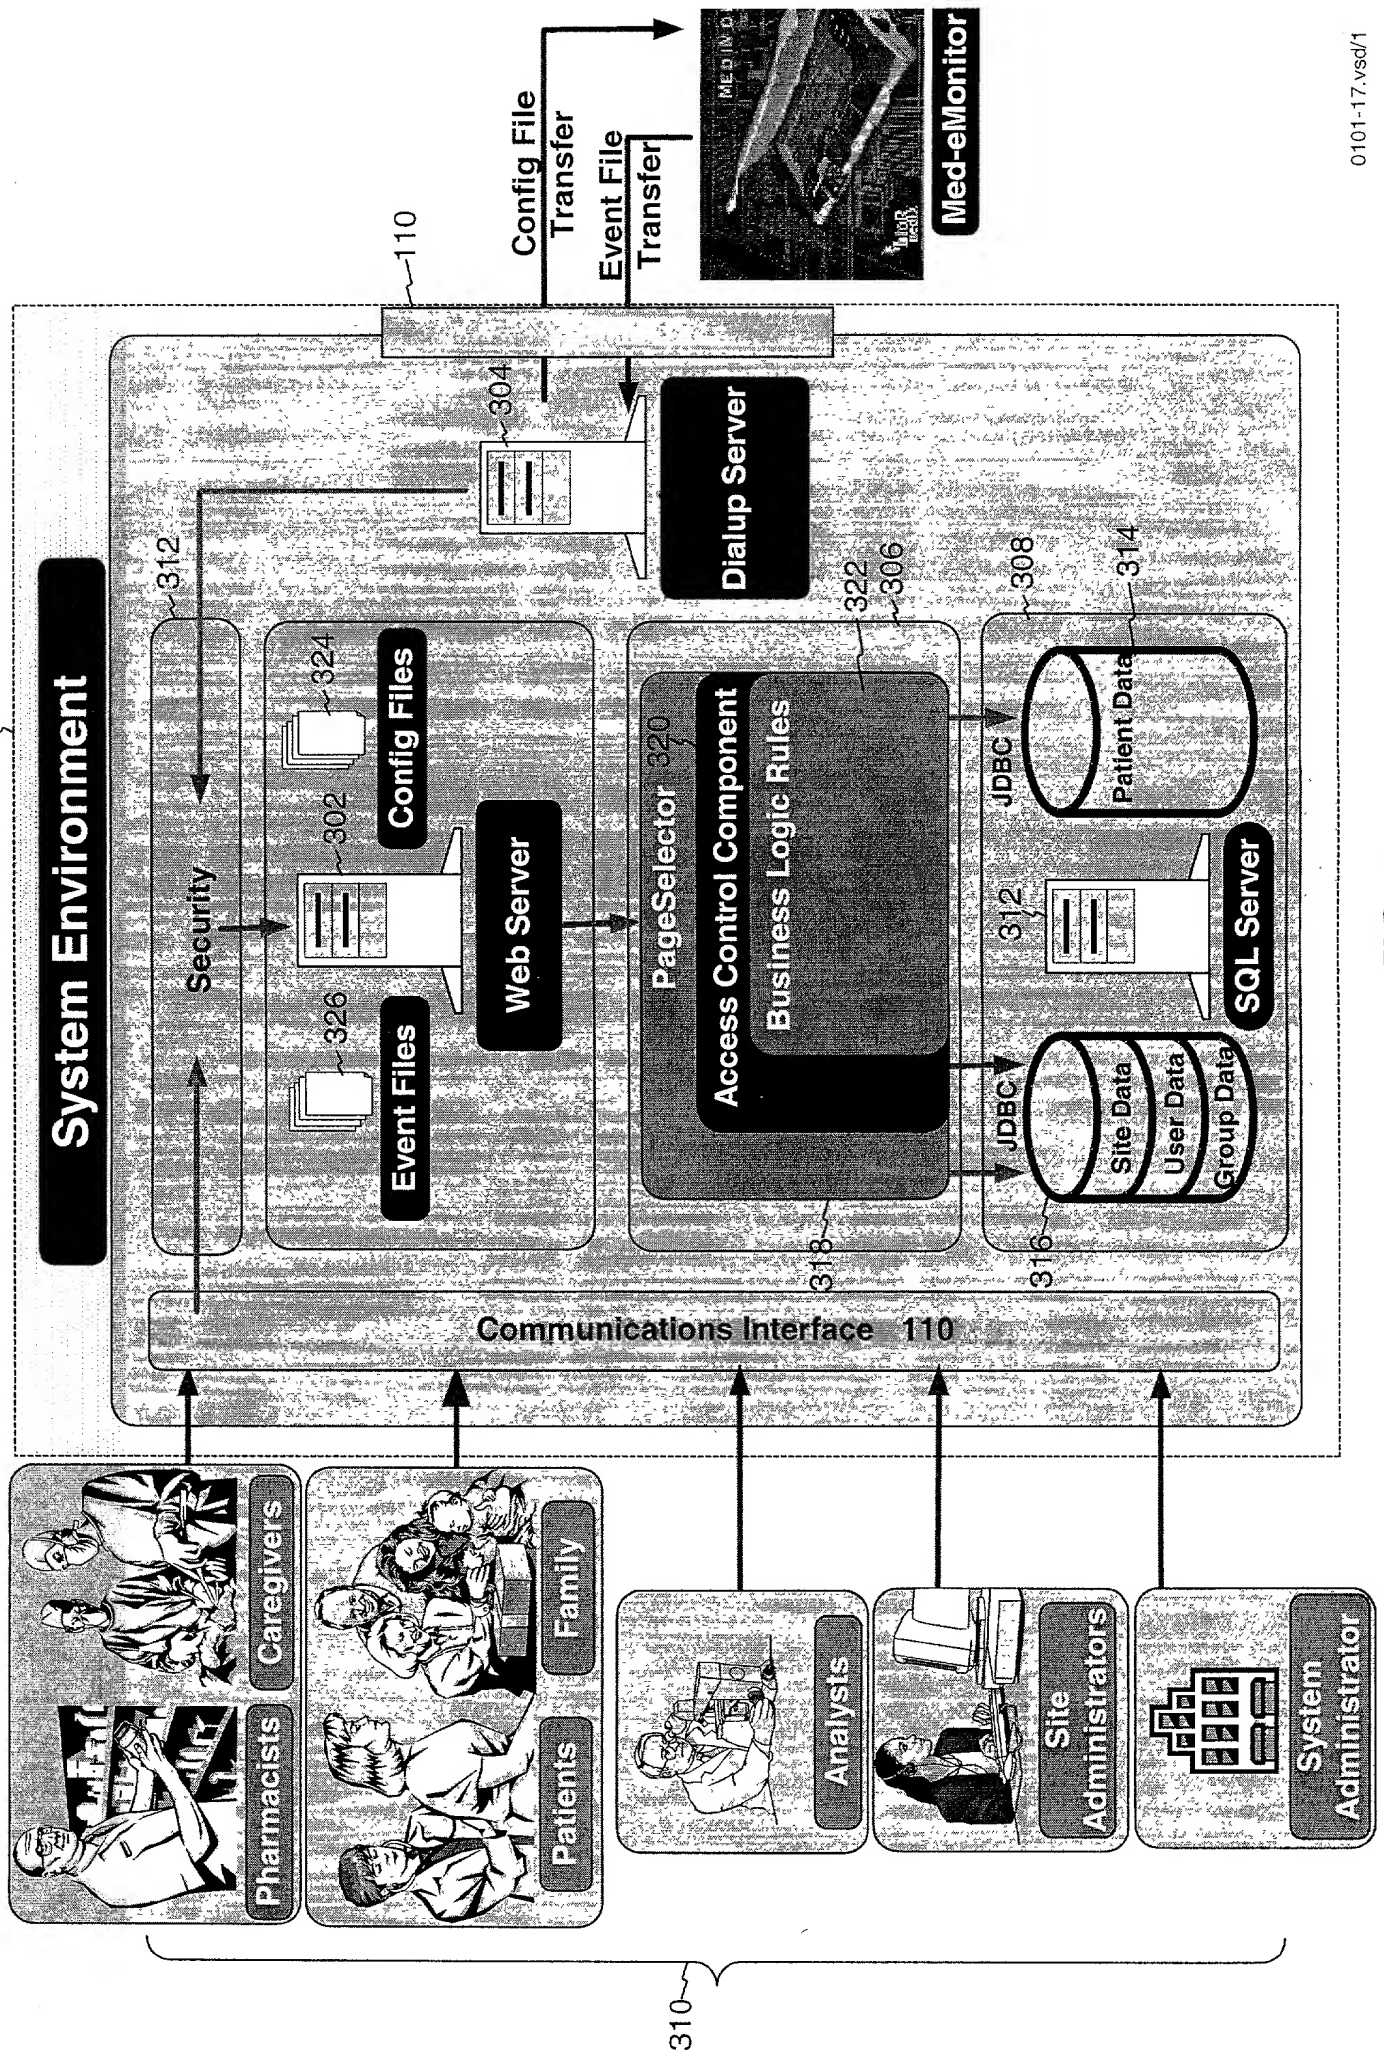 System Environment
312
Security
326
302
324
Event Files
Config Files
Web Server
304
Dialup Server
110
Config File
Transfer
Event File
Transfer
MEDIMO
Med-eMonitor
PageSelector
320
Access Control Component
Business Logic Rules
322
306
318
JDBC
JDBC
308
316
312
314
Site Data
User Data
Group Data
Patient Data
SQL Server
Communications Interface 110
Pharmacists
Caregivers
Patients
Family
Analysis
Site
Administrators
System
Administrator
310
0101-17.vsd/1